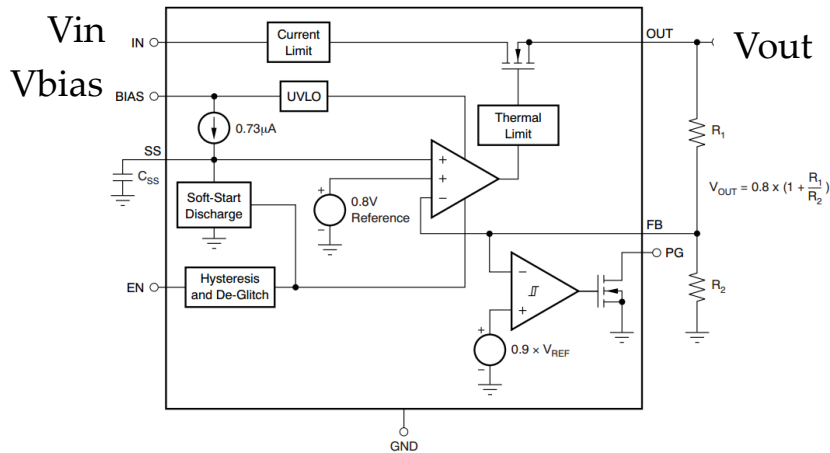 Vin
IN
Current
Limit
OUT
Vout
Vbias
BIAS
UVLO
0.73µA
Thermal
Limit
R1
SS
CSS
+
+
−
Soft-Start
Discharge
+
0.8V
Reference
−
VOUT = 0.8 x (1 + R1
R2 )
FB
PG
EN
Hysteresis
and De-Glitch
−
+
R2
+
0.9 × VREF
−
GND